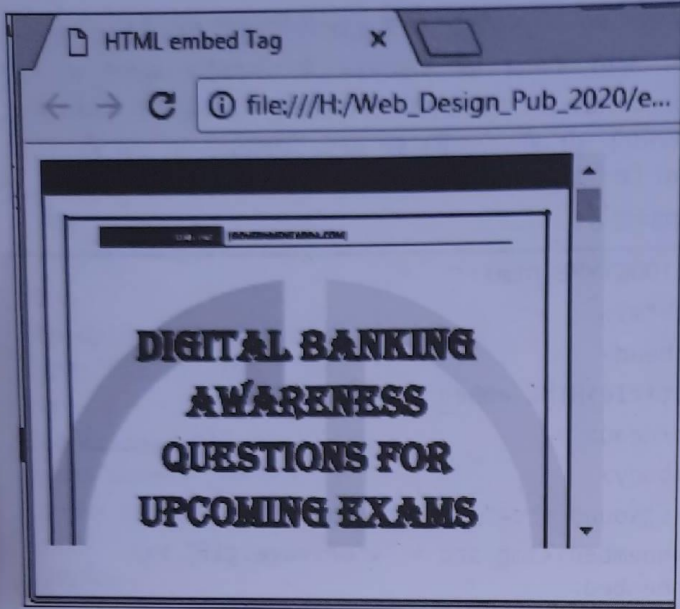 HTML embed Tag
file:///H:/Web_Design_Pub_2020/e...
DIGITAL BANKING
AWARENESS
QUESTIONS FOR
UPCOMING EXAMS